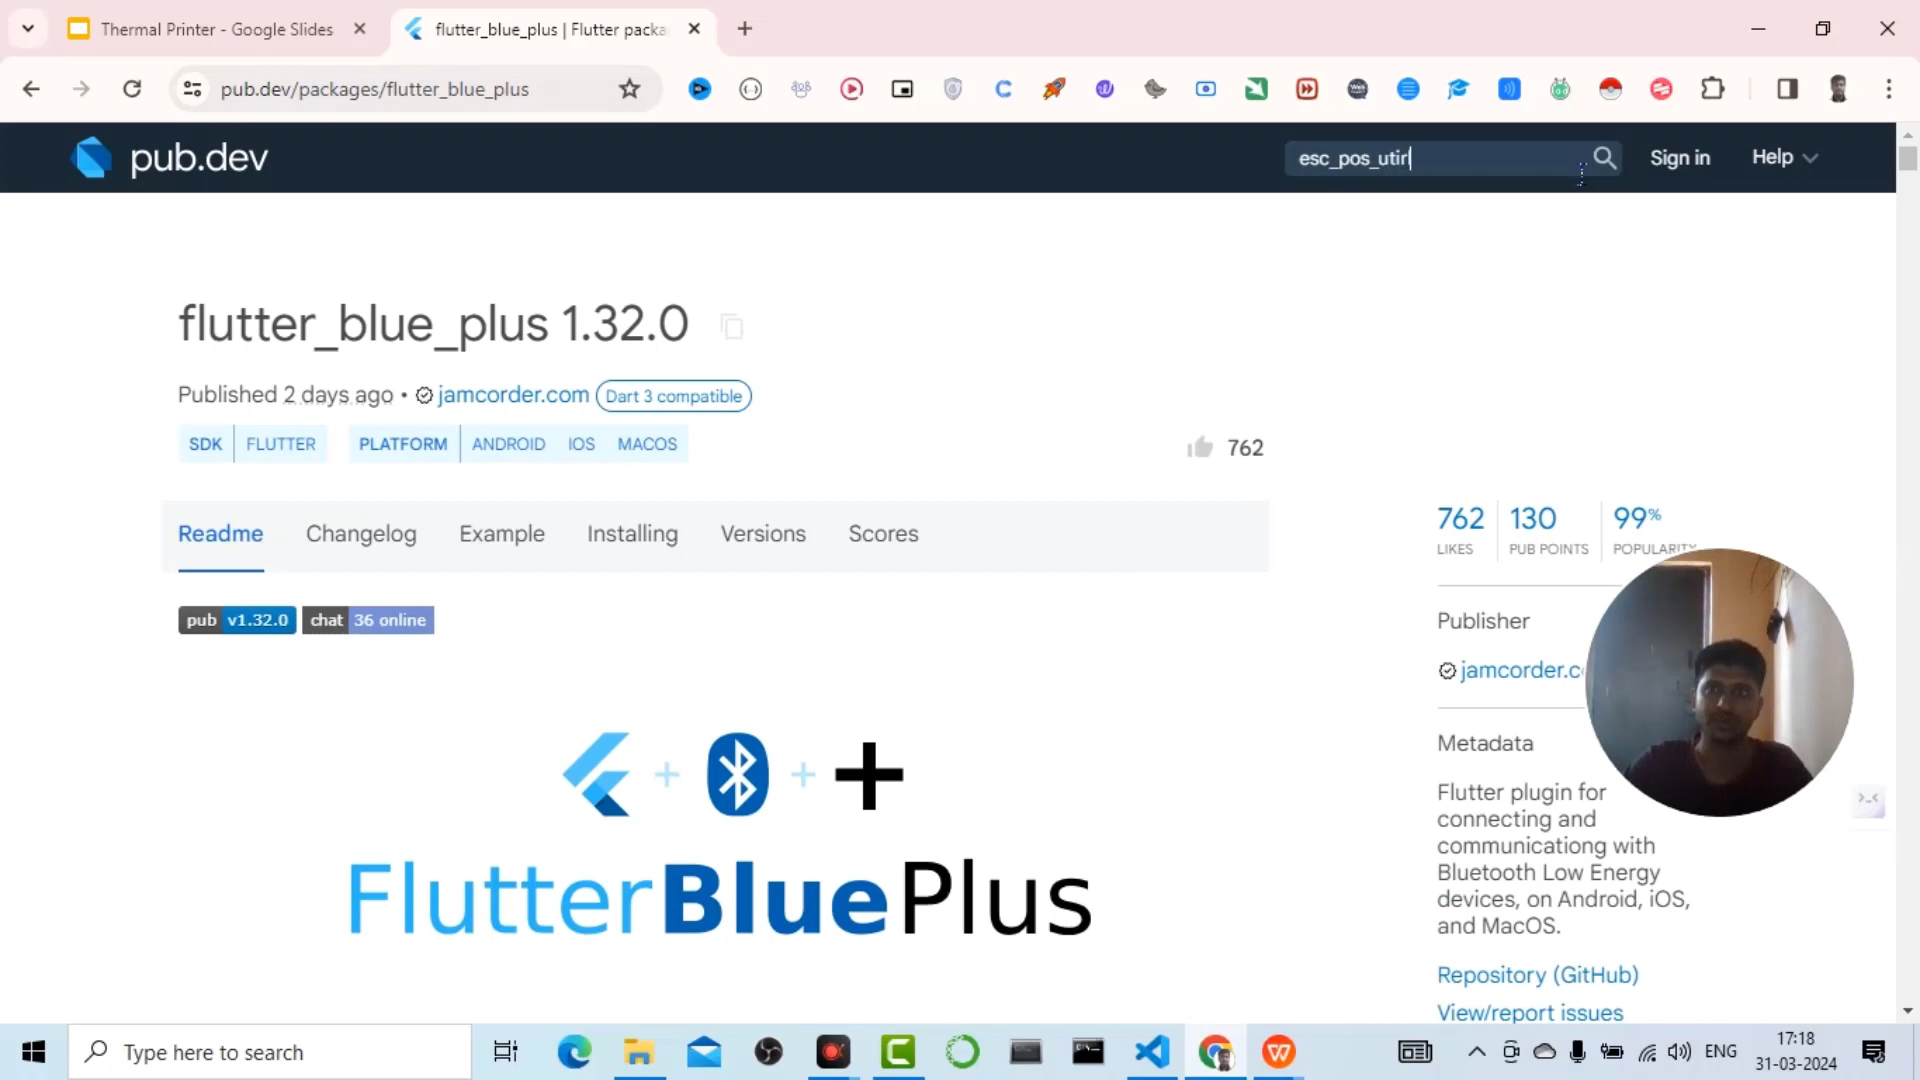 Thermal Printer - Google Slides
flutter_blue_plus | Flutter packa
pub.dev/packages/flutter_blue_plus
pub.dev
esc_pos_utirl
Sign in
Help
flutter_blue_plus 1.32.0
Published 2 days ago • jamcorder.com Dart 3 compatible
SDK FLUTTER PLATFORM ANDROID IOS MACOS
762
Readme Changelog Example Installing Versions Scores
762 LIKES
130 PUB POINTS
99% POPULARITY
pub v1.32.0 chat 36 online
Publisher
jamcorder.c
Metadata
Flutter plugin for
connecting and
communicationg with
Bluetooth Low Energy
devices, on Android, iOS,
and MacOS.
Repository (GitHub)
View/report issues
FlutterBluePlus
Type here to search
ENG
17:18
31-03-2024